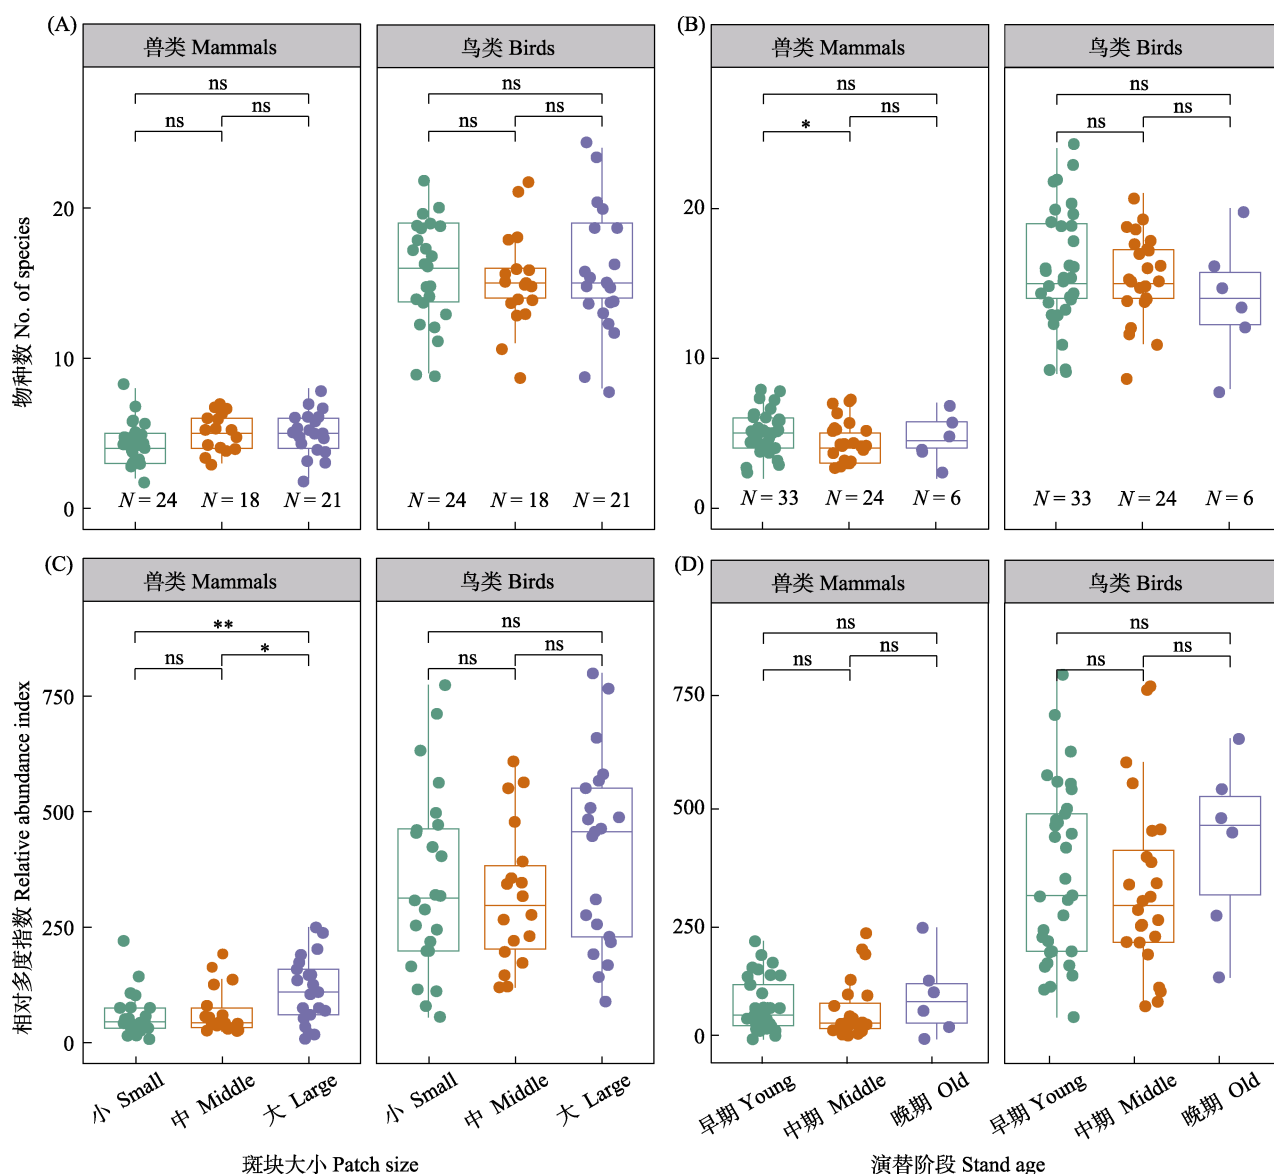 (A)
兽类 Mammals
鸟类 Birds
(B)
兽类 Mammals
鸟类 Birds
物种数 No. of species
20
10
0
ns
ns
ns
N = 24
N = 18
N = 21
ns
ns
ns
N = 24
N = 18
N = 21
20
10
0
ns
*
ns
N = 33
N = 24
N = 6
ns
ns
ns
N = 33
N = 24
N = 6
(C)
兽类 Mammals
鸟类 Birds
(D)
兽类 Mammals
鸟类 Birds
相对多度指数 Relative abundance index
750
500
250
0
**
ns
*
ns
ns
ns
750
500
250
0
ns
ns
ns
ns
ns
ns
小 Small
中 Middle
大 Large
小 Small
中 Middle
大 Large
早期 Young
中期 Middle
晚期 Old
早期 Young
中期 Middle
晚期 Old
斑块大小 Patch size
演替阶段 Stand age